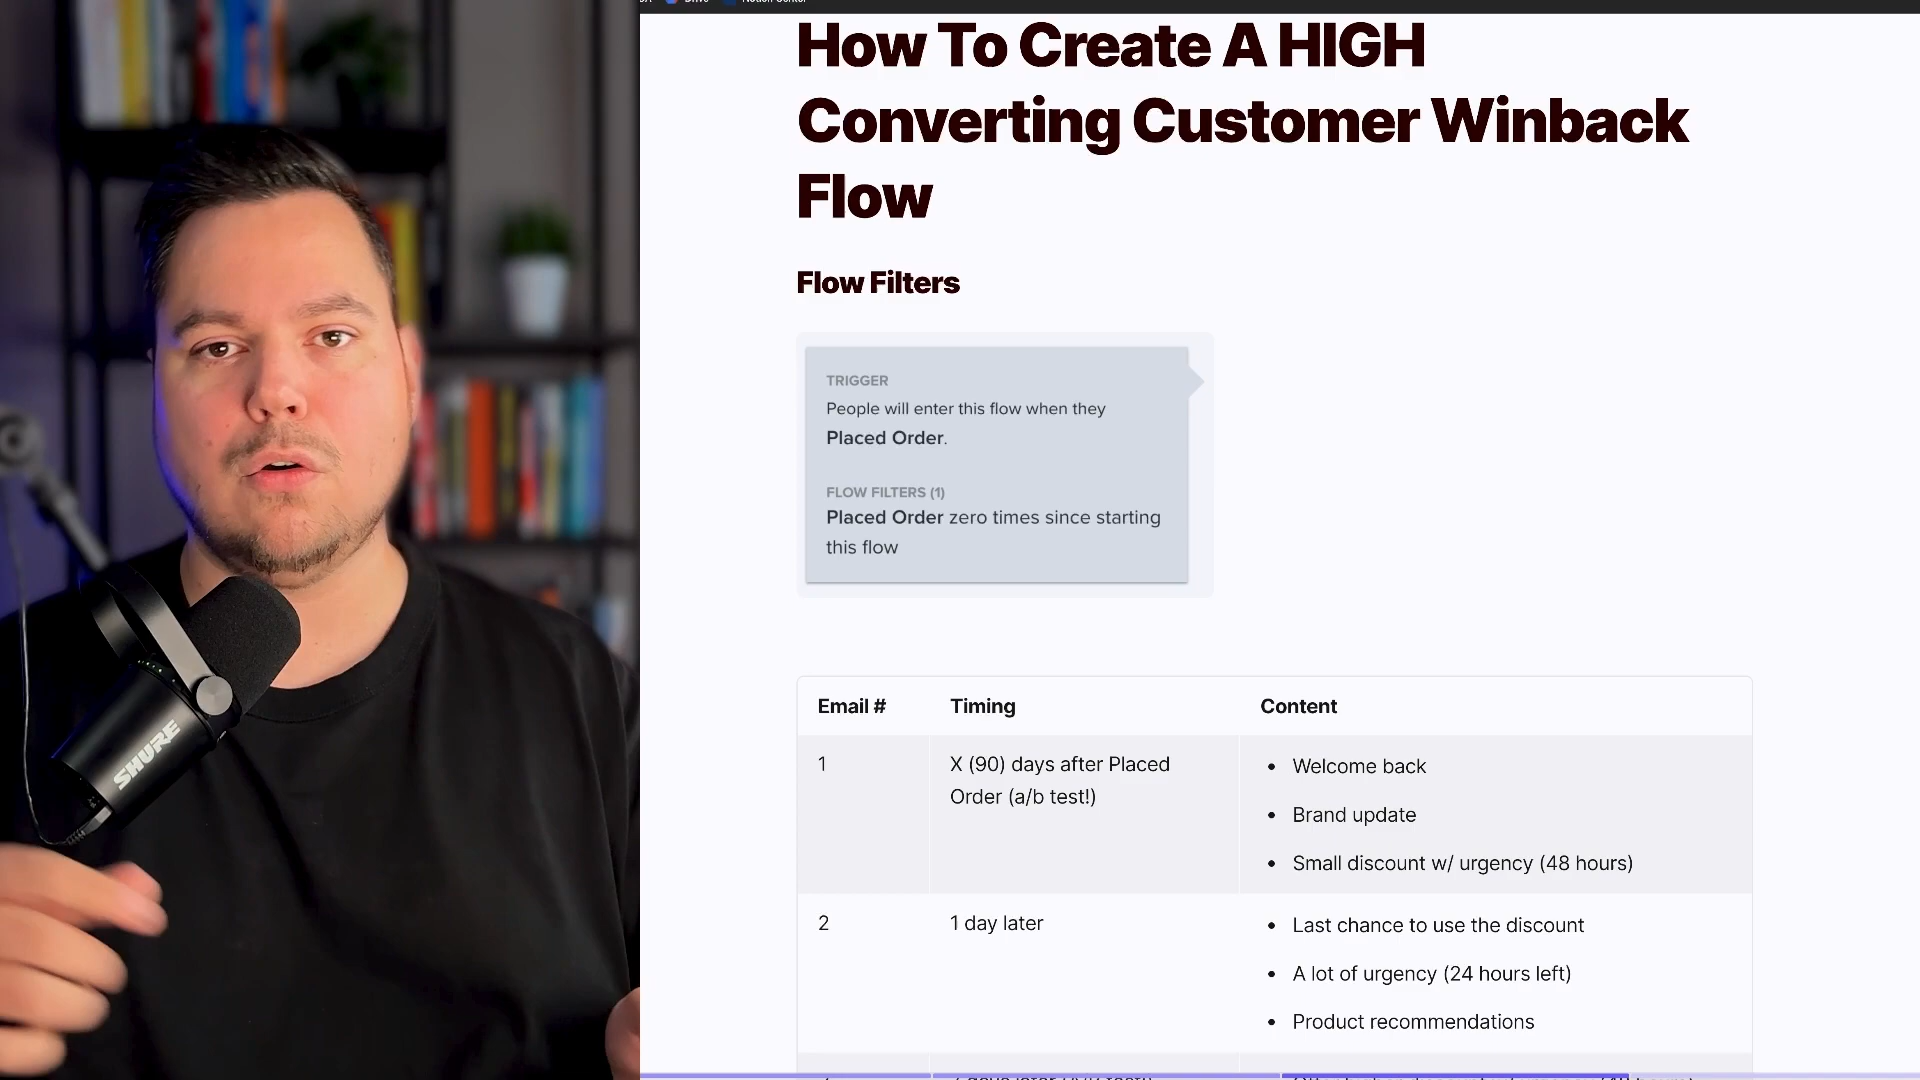 Drive
Notion Center
How To Create A HIGH
Converting Customer Winback
Flow
Flow Filters
TRIGGER
People will enter this flow when they
Placed Order.
FLOW FILTERS (1)
Placed Order zero times since starting
this flow
Email # Timing Content
1 X (90) days after Placed
Order (a/b test!)
• Welcome back
• Brand update
• Small discount w/ urgency (48 hours)
2 1 day later
• Last chance to use the discount
• A lot of urgency (24 hours left)
• Product recommendations
SHURE